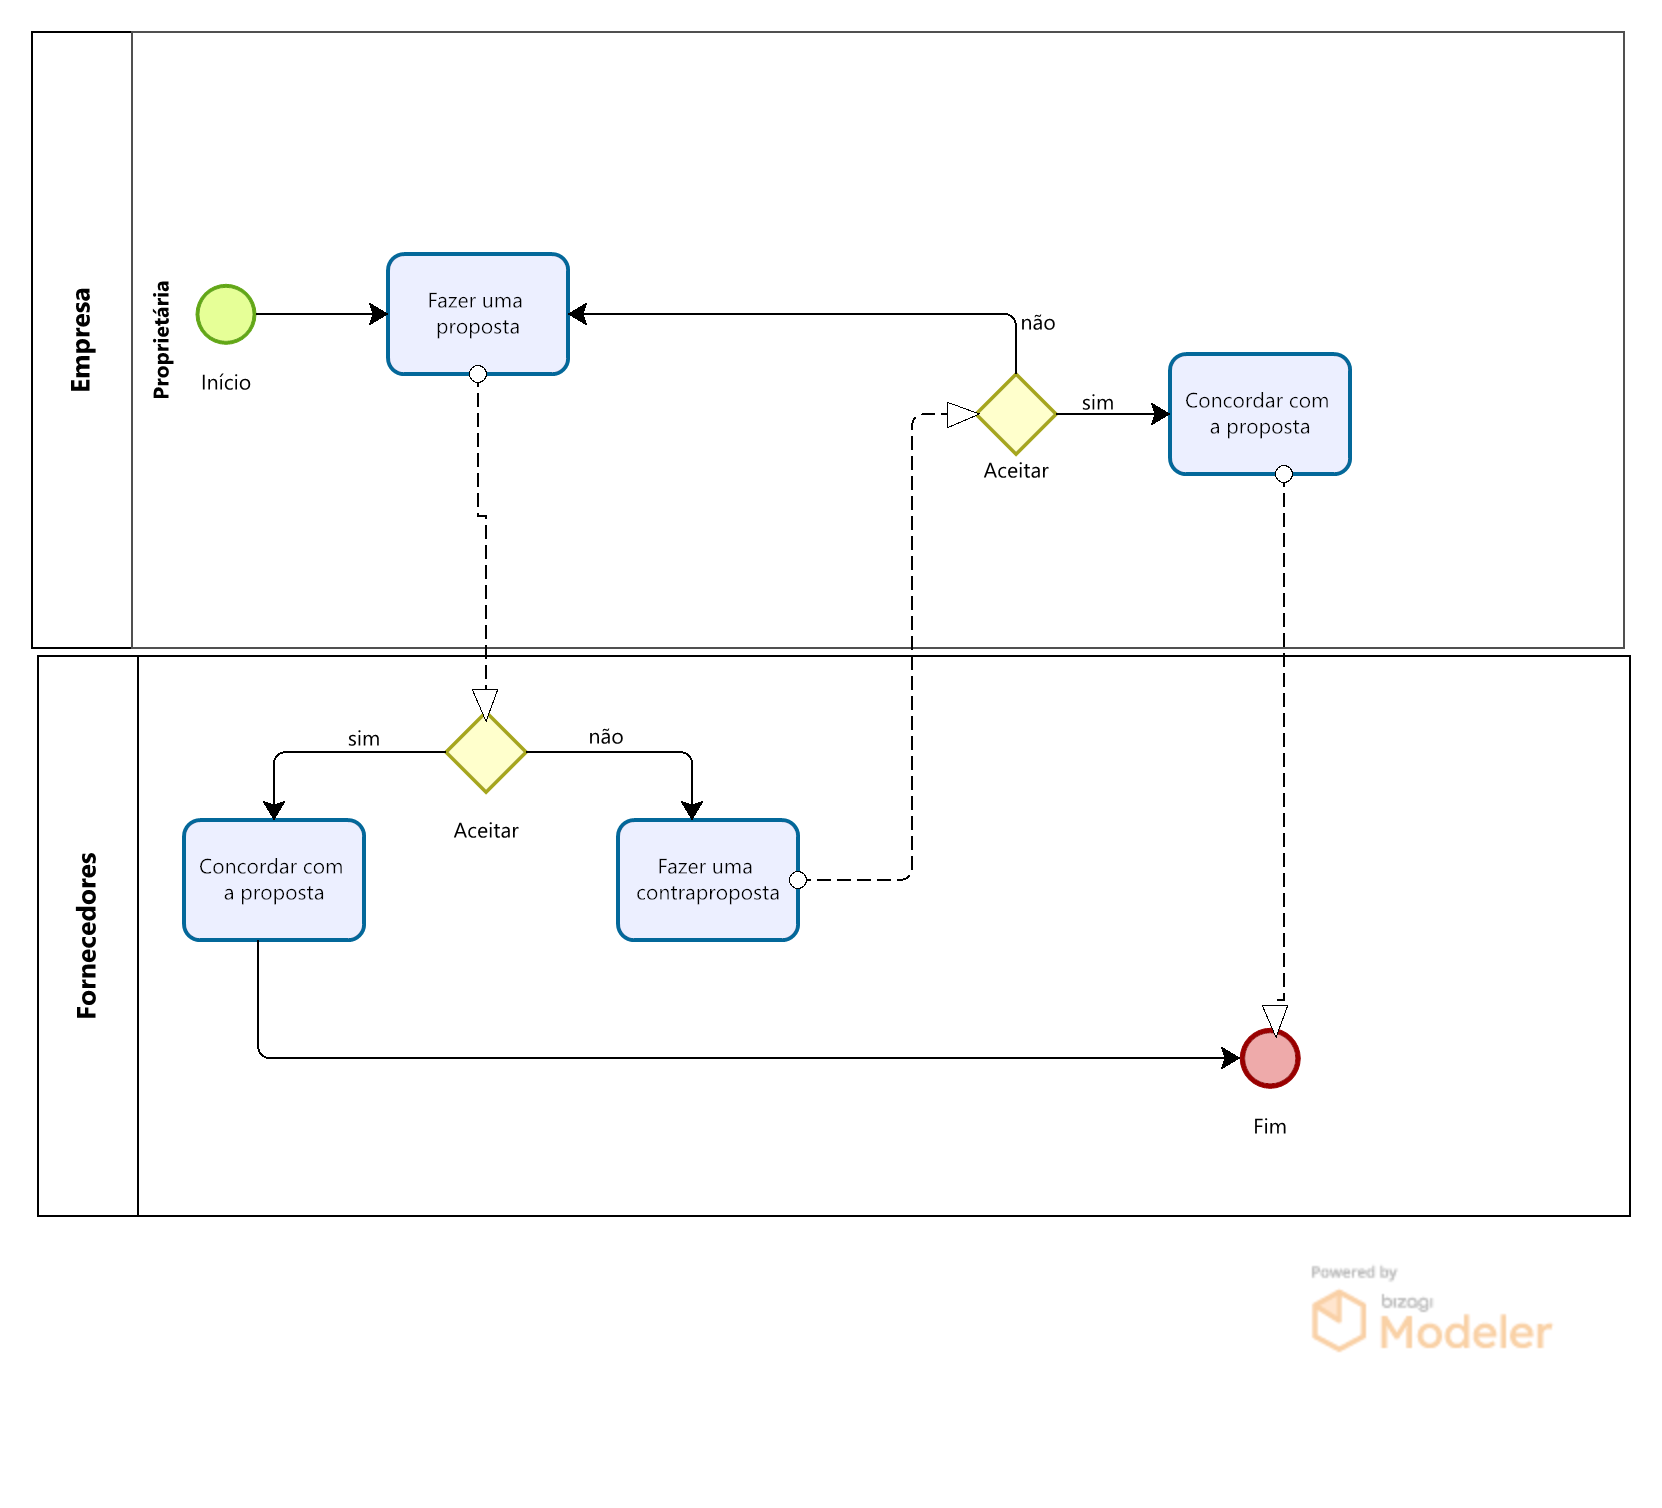 Empresa
Proprietária
Início
Fazer uma
proposta
não
sim
Aceitar
Concordar com
a proposta
Fornecedores
sim
não
Aceitar
Concordar com
a proposta
Fazer uma
contraproposta
Fim
Powered by
bizagi
Modeler